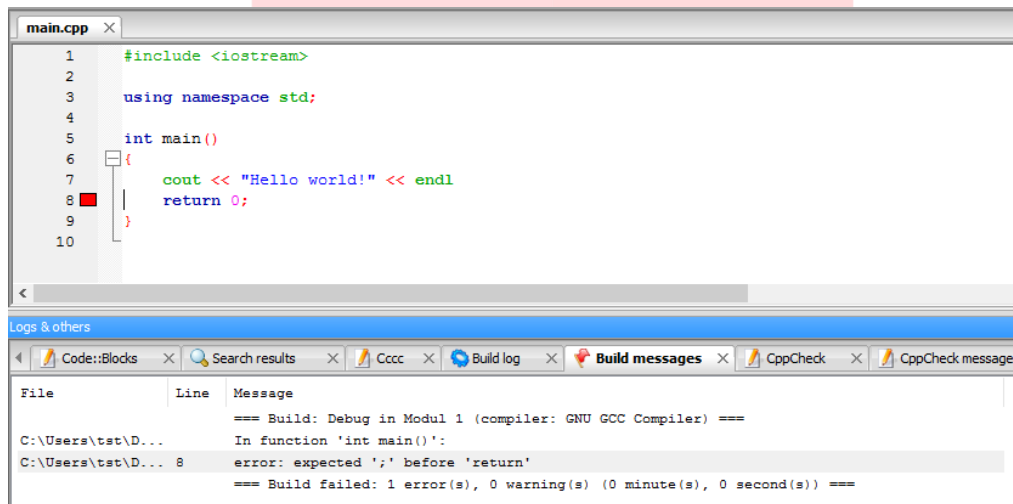 main.cpp
1 #include <iostream>
2
3 using namespace std;
4
5 int main()
6 {
7 cout << "Hello world!" << endl
8 return 0;
9 }
10
Logs & others
Code::Blocks Search results Cccc Build log Build messages CppCheck CppCheck message
File Line Message
=== Build: Debug in Modul 1 (compiler: GNU GCC Compiler) ===
C:\Users\tst\D... In function 'int main()':
C:\Users\tst\D... 8 error: expected ';' before 'return'
=== Build failed: 1 error(s), 0 warning(s) (0 minute(s), 0 second(s)) ===